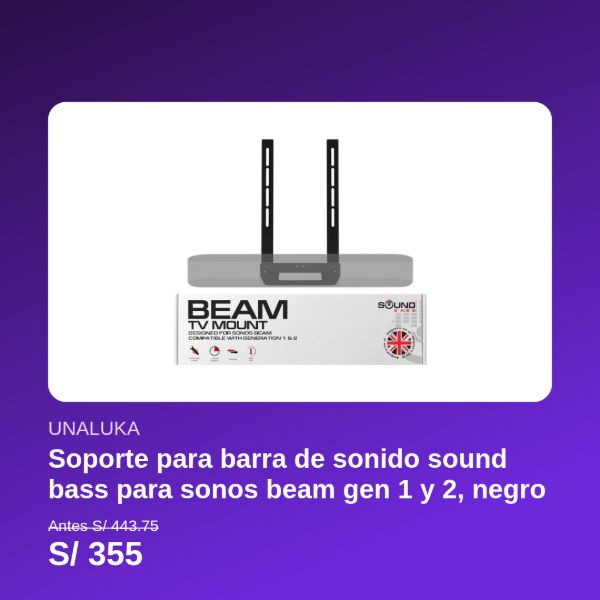 BEAM
TV MOUNT
DESIGNED FOR SONOS BEAM
COMPATIBLE WITH GENERATION 1 & 2
SOUND
BASS
UNALUKA
Soporte para barra de sonido sound
bass para sonos beam gen 1 y 2, negro
Antes S/ 443.75
S/ 355